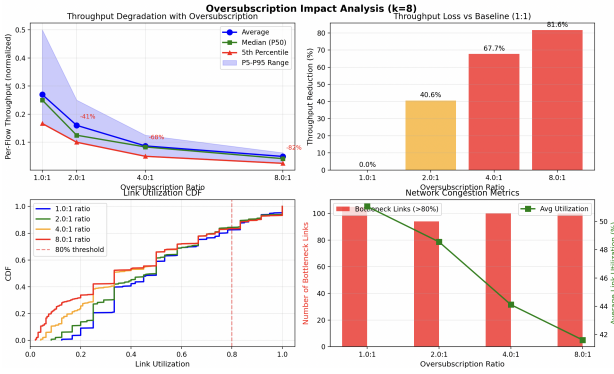 Oversubscription Impact Analysis (k=8)
Throughput Degradation with Oversubscription
Per-Flow Throughput (normalized)
0.5
0.4
0.3
0.2
0.1
Average
Median (P50)
5th Percentile
P5-P95 Range
-41%
-68%
-82%
1.0:1
2.0:1
4.0:1
8.0:1
Oversubscription Ratio
Throughput Loss vs Baseline (1:1)
Throughput Reduction (%)
80
70
60
50
40
30
20
10
0
0.0%
40.6%
67.7%
81.6%
1.0:1
2.0:1
4.0:1
8.0:1
Oversubscription Ratio
Link Utilization CDF
CDF
1.0
0.8
0.6
0.4
0.2
0.0
1.0:1 ratio
2.0:1 ratio
4.0:1 ratio
8.0:1 ratio
80% threshold
0.0
0.2
0.4
0.6
0.8
1.0
Link Utilization
Network Congestion Metrics
Number of Bottleneck Links
100
80
60
40
20
0
Bottleneck Links (>80%)
Avg Utilization
50
48
46
44
42
Average Link Utilization (%)
1.0:1
2.0:1
4.0:1
8.0:1
Oversubscription Ratio